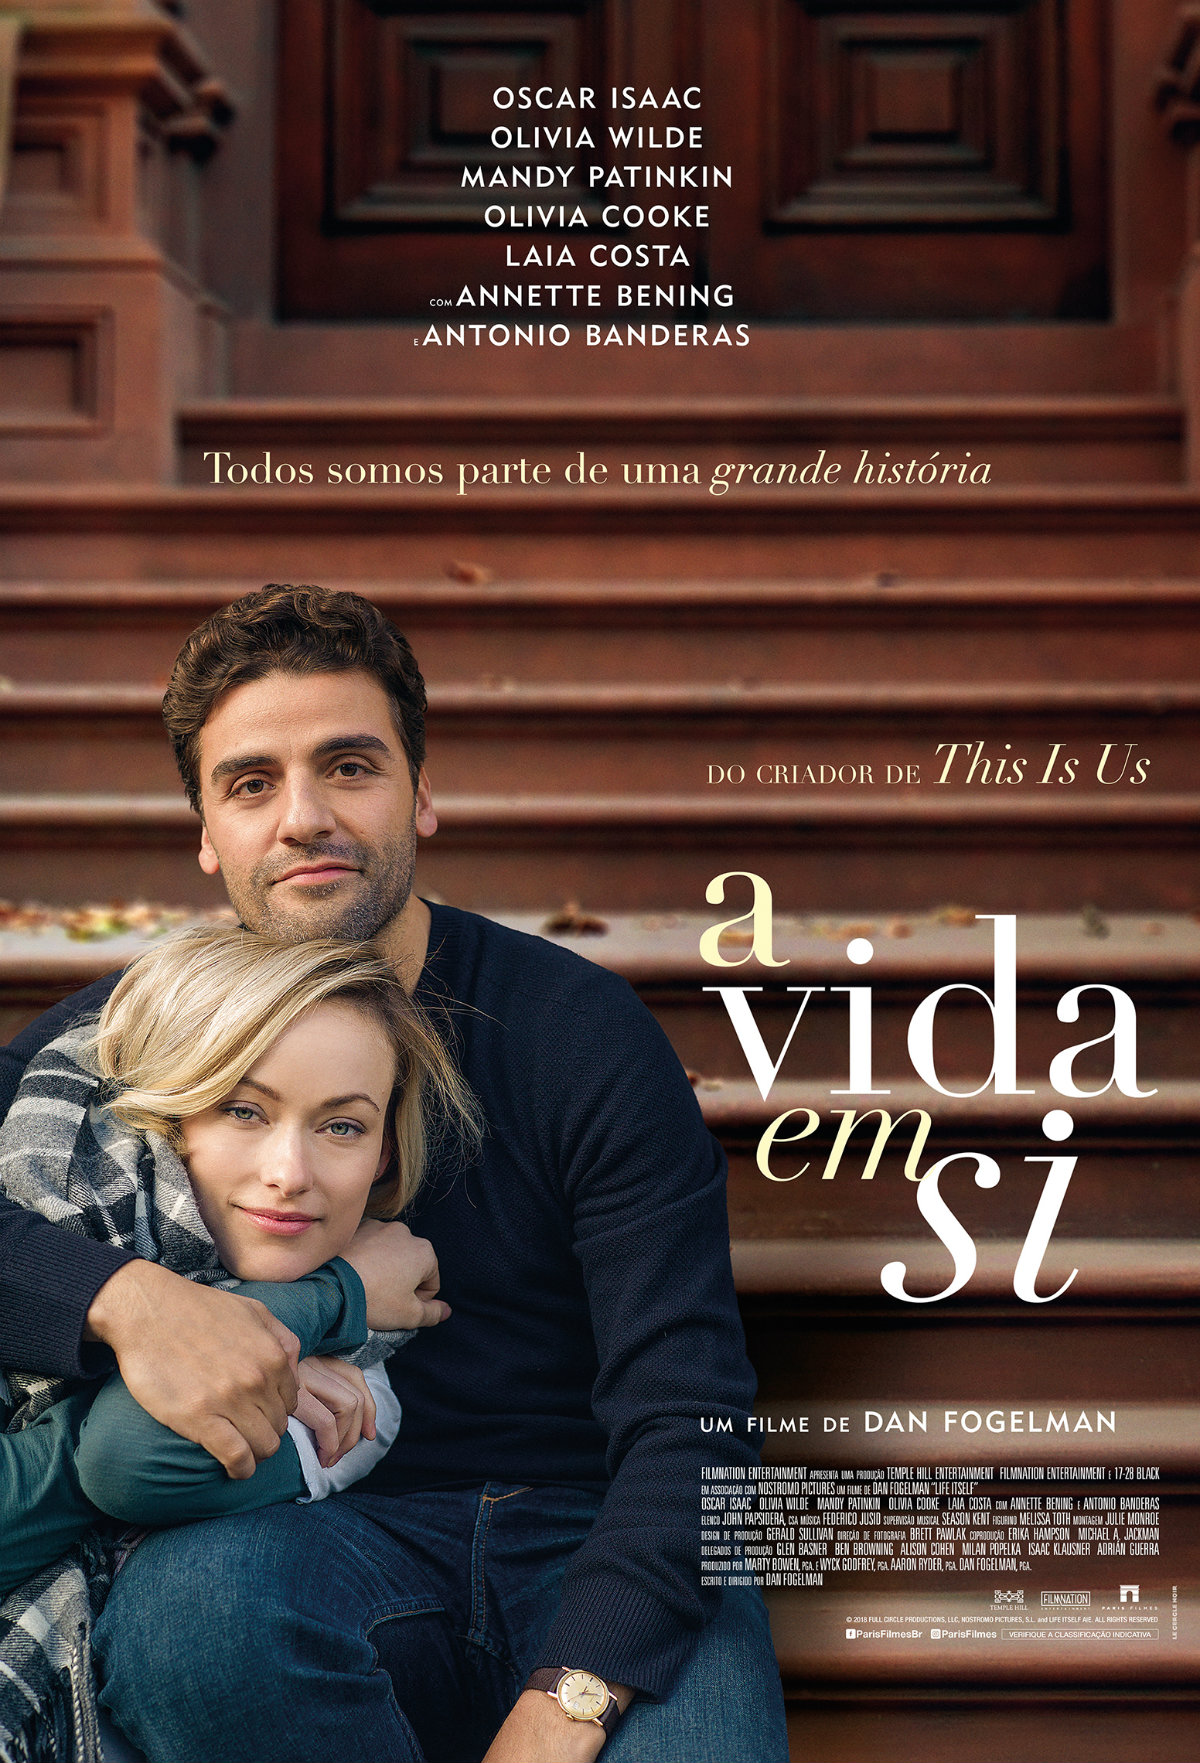 OSCAR ISAAC
OLIVIA WILDE
MANDY PATINKIN
OLIVIA COOKE
LAIA COSTA
COM ANNETTE BENING
E ANTONIO BANDERAS
Todos somos parte de uma grande história
DO CRIADOR DE This Is Us
a
vida
em
si
UM FILME DE DAN FOGELMAN
FILMNATION ENTERTAINMENT APRESENTA UMA PRODUÇÃO TEMPLE HILL ENTERTAINMENT FILMNATION ENTERTAINMENT E 17-28 BLACK
EM ASSOCIAÇÃO COM NOSTROMO PICTURES UM FILME DE DAN FOGELMAN "LIFE ITSELF"
OSCAR ISAAC OLIVIA WILDE MANDY PATINKIN OLIVIA COOKE LAIA COSTA COM ANNETTE BENING E ANTONIO BANDERAS
ELENCO JOHN PAPSIDERA, CSA MÚSICA FEDERICO JUSID SUPERVISÃO MUSICAL SEASON KENT FIGURINO MELISSA TOTH MONTAGEM JULIE MONROE
DESIGN DE PRODUÇÃO GERALD SULLIVAN DIREÇÃO DE FOTOGRAFIA BRETT PAWLAK COPRODUÇÃO ERIKA HAMPSON MICHAEL A. JACKMAN
DELEGADOS DE PRODUÇÃO GLEN BASNER BEN BROWNING ALISON COHEN MILAN POPELKA ISAAC KLAUSNER ADRIÁN GUERRA
PRODUZIDO POR MARTY BOWEN, PGA. E WYCK GODFREY, PGA. AARON RYDER, PGA. DAN FOGELMAN, PGA.
ESCRITO E DIRIGIDO POR DAN FOGELMAN
TEMPLE HILL
FILMNATION
ENTERTAINMENT
PARIS FILMES
© 2018 FULL CIRCLE PRODUCTIONS, LLC, NOSTROMO PICTURES, S.L. and LIFE ITSELF AIE. ALL RIGHTS RESERVED
ParisFilmesBr ParisFilmes VERIFIQUE A CLASSIFICAÇÃO INDICATIVA
LE CERCLE NOIR